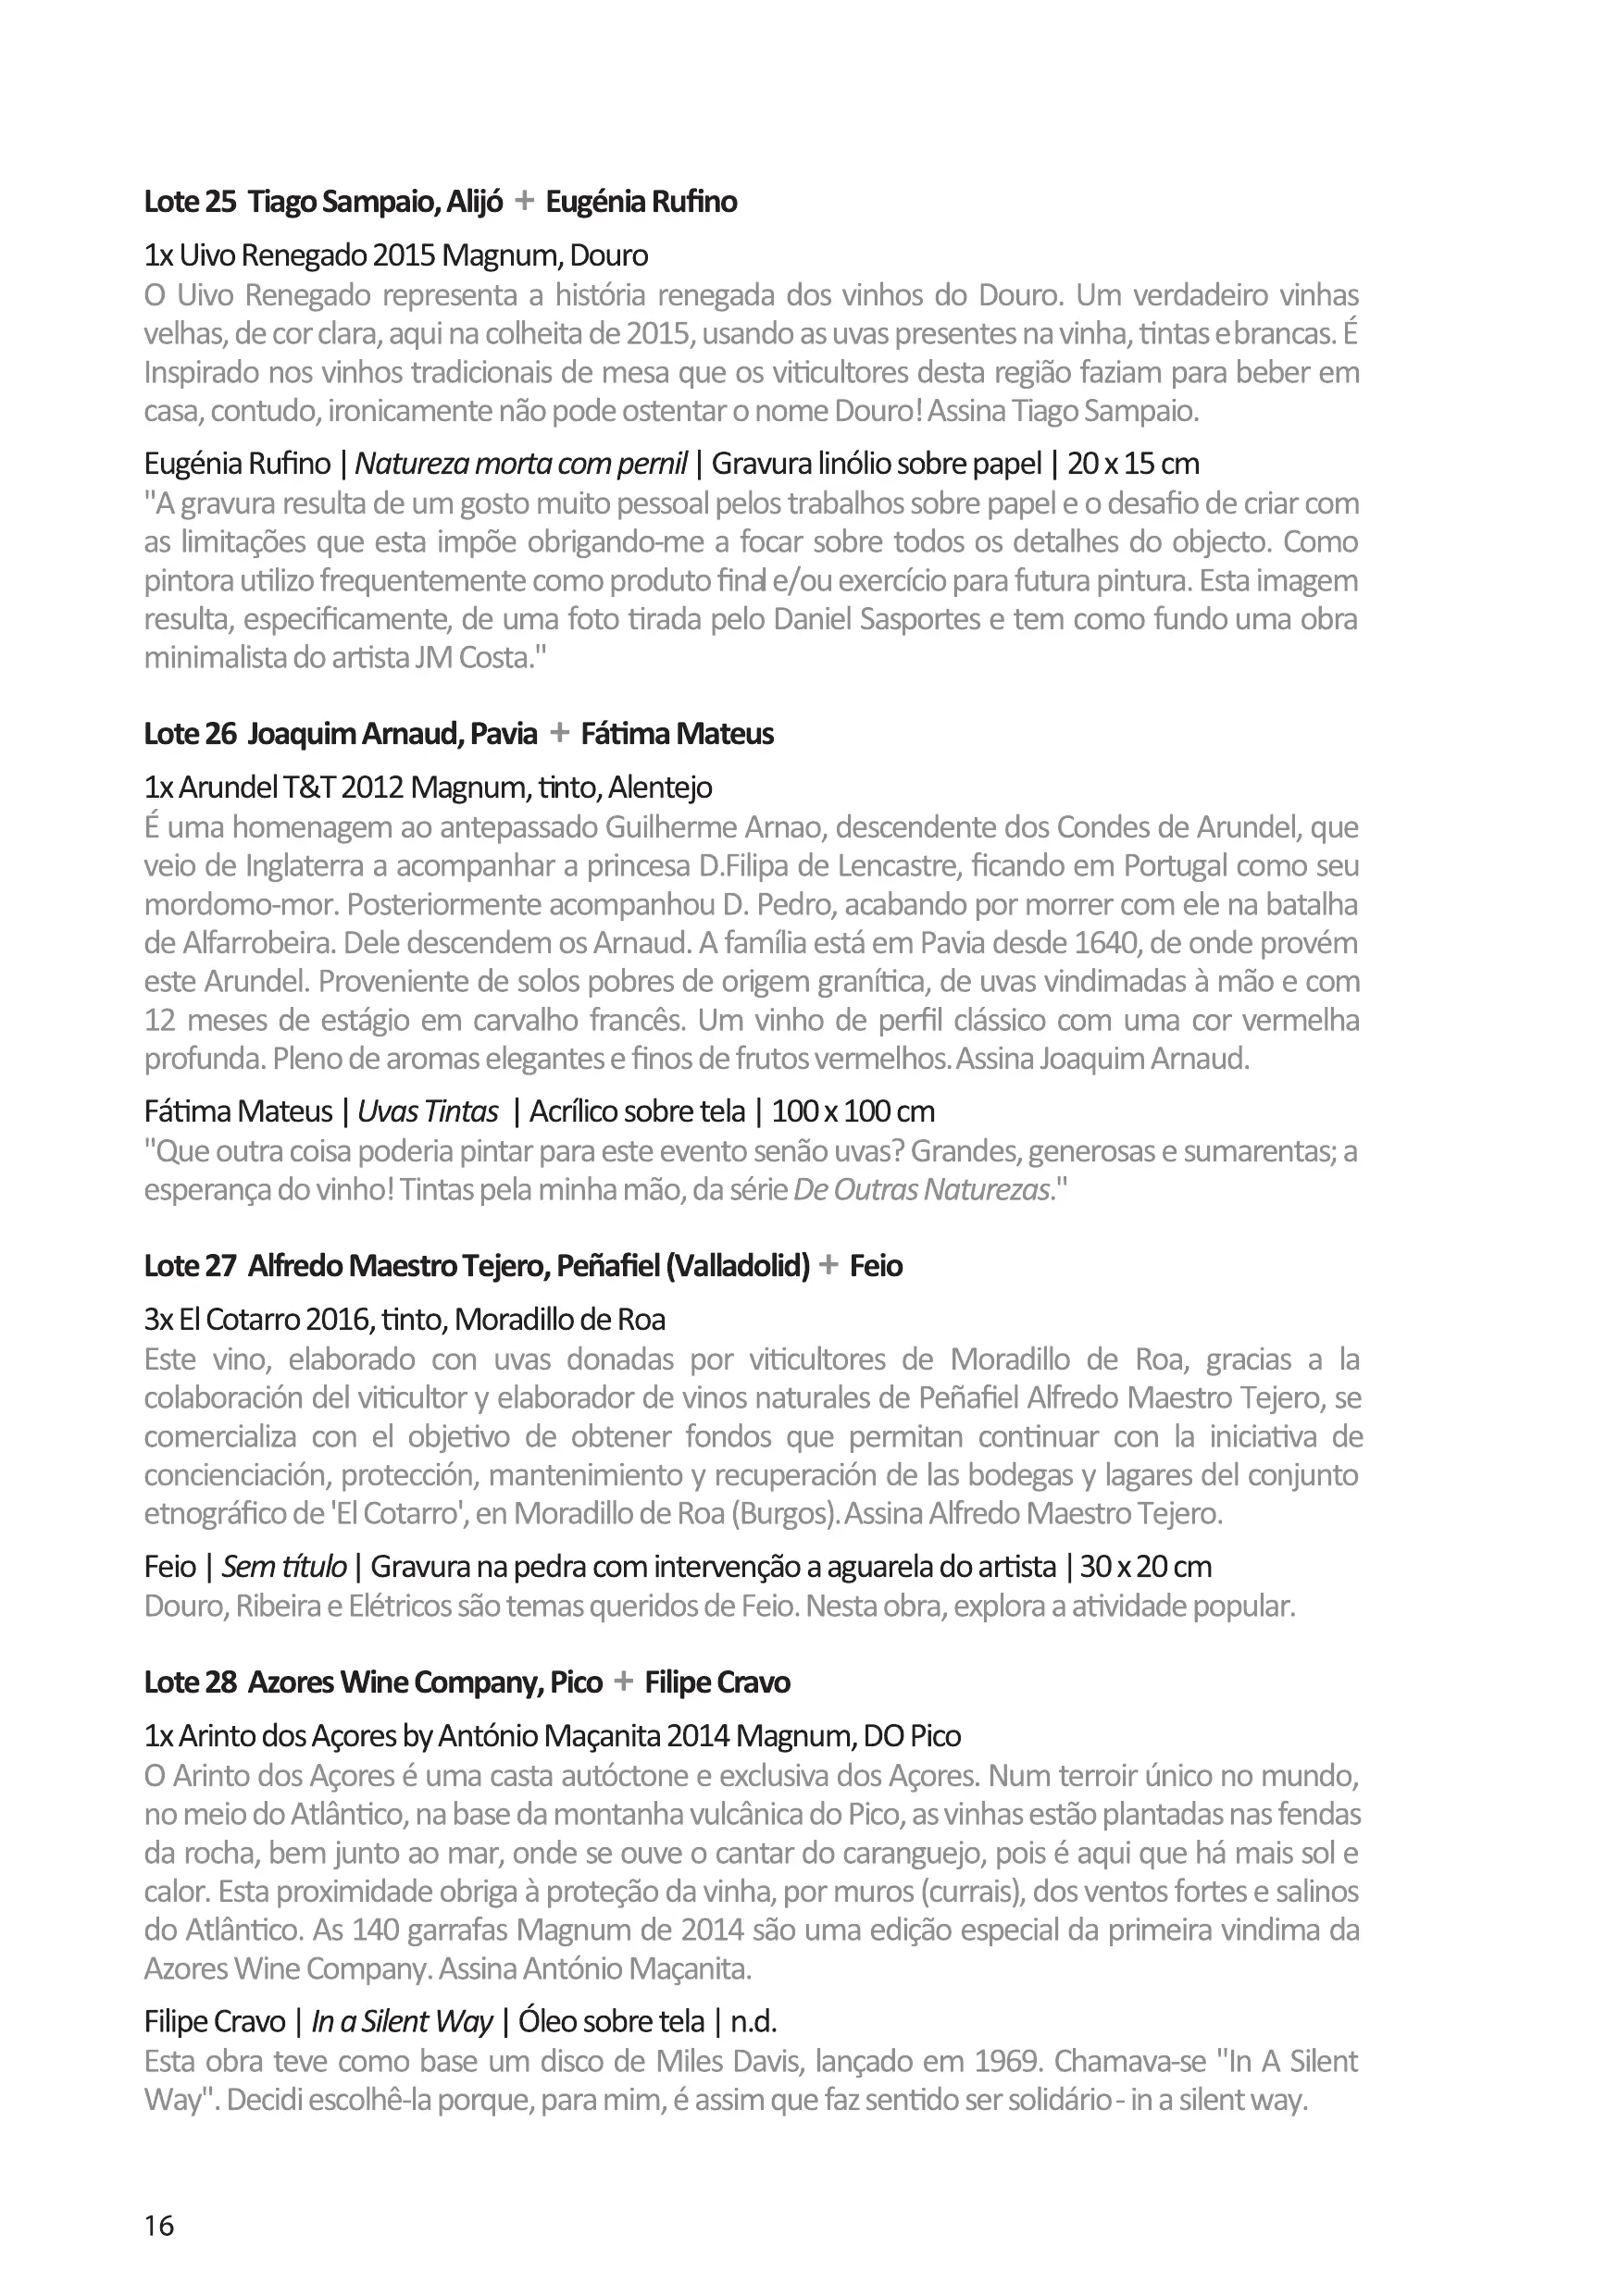 Lote 25 Tiago Sampaio, Alijó + Eugénia Rufino
1x Uivo Renegado 2015 Magnum, Douro
O Uivo Renegado representa a história renegada dos vinhos do Douro. Um verdadeiro vinhas
velhas, de cor clara, aqui na colheita de 2015, usando as uvas presentes na vinha, tintas e brancas. É
Inspirado nos vinhos tradicionais de mesa que os viticultores desta região faziam para beber em
casa, contudo, ironicamente não pode ostentar o nome Douro! Assina Tiago Sampaio.
Eugénia Rufino | Natureza morta com pernil | Gravura linólio sobre papel | 20 x 15 cm
"A gravura resulta de um gosto muito pessoal pelos trabalhos sobre papel e o desafio de criar com
as limitações que esta impõe obrigando-me a focar sobre todos os detalhes do objecto. Como
pintora utilizo frequentemente como produto final e/ou exercício para futura pintura. Esta imagem
resulta, especificamente, de uma foto tirada pelo Daniel Sasportes e tem como fundo uma obra
minimalista do artista JM Costa."
Lote 26 Joaquim Arnaud, Pavia + Fátima Mateus
1x Arundel T&T 2012 Magnum, tinto, Alentejo
É uma homenagem ao antepassado Guilherme Arnao, descendente dos Condes de Arundel, que
veio de Inglaterra a acompanhar a princesa D.Filipa de Lencastre, ficando em Portugal como seu
mordomo-mor. Posteriormente acompanhou D. Pedro, acabando por morrer com ele na batalha
de Alfarrobeira. Dele descendem os Arnaud. A família está em Pavia desde 1640, de onde provém
este Arundel. Proveniente de solos pobres de origem granítica, de uvas vindimadas à mão e com
12 meses de estágio em carvalho francês. Um vinho de perfil clássico com uma cor vermelha
profunda. Pleno de aromas elegantes e finos de frutos vermelhos. Assina Joaquim Arnaud.
Fátima Mateus | Uvas Tintas | Acrílico sobre tela | 100 x 100 cm
"Que outra coisa poderia pintar para este evento senão uvas? Grandes, generosas e sumarentas; a
esperança do vinho! Tintas pela minha mão, da série De Outras Naturezas."
Lote 27 Alfredo Maestro Tejero, Peñafiel (Valladolid) + Feio
3x El Cotarro 2016, tinto, Moradillo de Roa
Este vino, elaborado con uvas donadas por viticultores de Moradillo de Roa, gracias a la
colaboración del viticultor y elaborador de vinos naturales de Peñafiel Alfredo Maestro Tejero, se
comercializa con el objetivo de obtener fondos que permitan continuar con la iniciativa de
concienciación, protección, mantenimiento y recuperación de las bodegas y lagares del conjunto
etnográfico de 'El Cotarro', en Moradillo de Roa (Burgos). Assina Alfredo Maestro Tejero.
Feio | Sem título | Gravura na pedra com intervenção a aguarela do artista | 30 x 20 cm
Douro, Ribeira e Elétricos são temas queridos de Feio. Nesta obra, explora a atividade popular.
Lote 28 Azores Wine Company, Pico + Filipe Cravo
1x Arinto dos Açores by António Maçanita 2014 Magnum, DO Pico
O Arinto dos Açores é uma casta autóctone e exclusiva dos Açores. Num terroir único no mundo,
no meio do Atlântico, na base da montanha vulcânica do Pico, as vinhas estão plantadas nas fendas
da rocha, bem junto ao mar, onde se ouve o cantar do caranguejo, pois é aqui que há mais sol e
calor. Esta proximidade obriga à proteção da vinha, por muros (currais), dos ventos fortes e salinos
do Atlântico. As 140 garrafas Magnum de 2014 são uma edição especial da primeira vindima da
Azores Wine Company. Assina António Maçanita.
Filipe Cravo | In a Silent Way | Óleo sobre tela | n.d.
Esta obra teve como base um disco de Miles Davis, lançado em 1969. Chamava-se "In A Silent
Way". Decidi escolhê-la porque, para mim, é assim que faz sentido ser solidário - in a silent way.
16